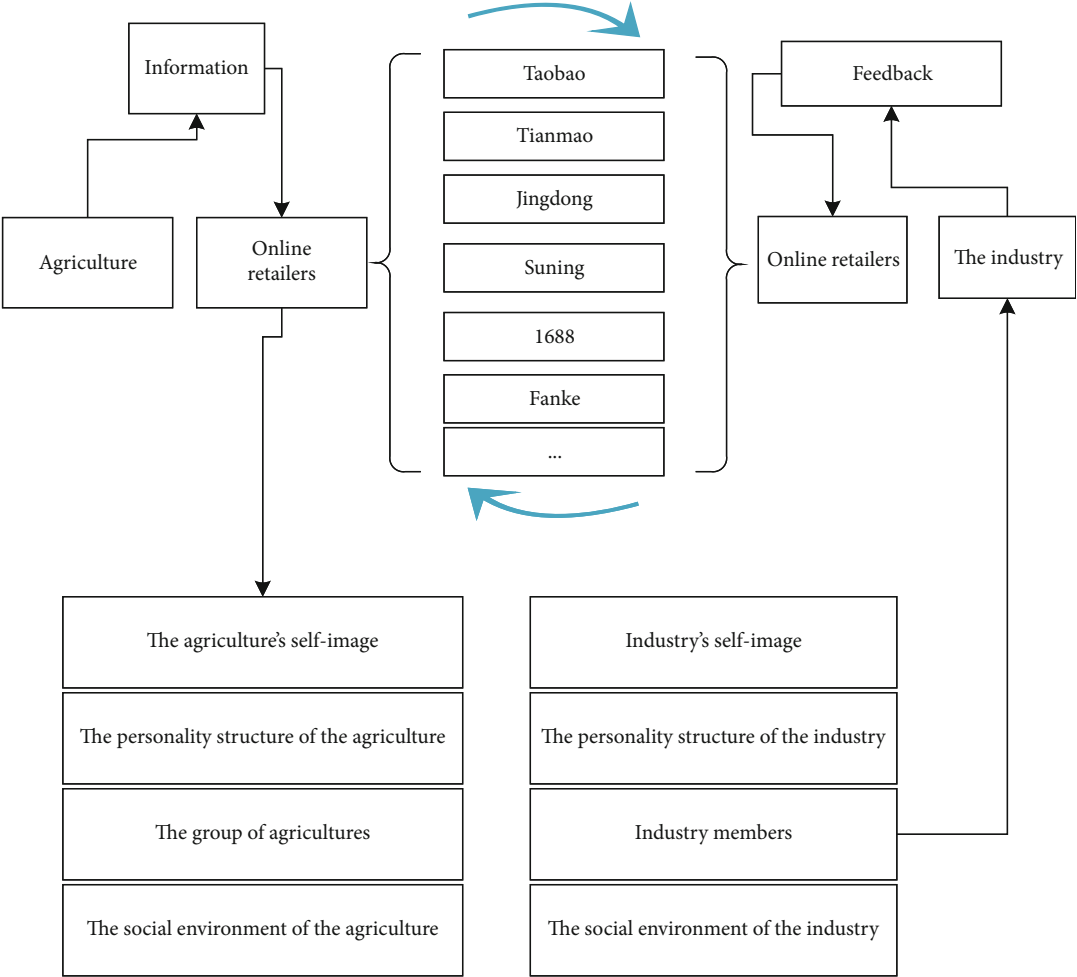 Information
Agriculture
Online
retailers
Taobao
Tianmao
Jingdong
Suning
1688
Fanke
...
Feedback
Online retailers
The industry
The agriculture's self-image
The personality structure of the agriculture
The group of agricultures
The social environment of the agriculture
Industry's self-image
The personality structure of the industry
Industry members
The social environment of the industry